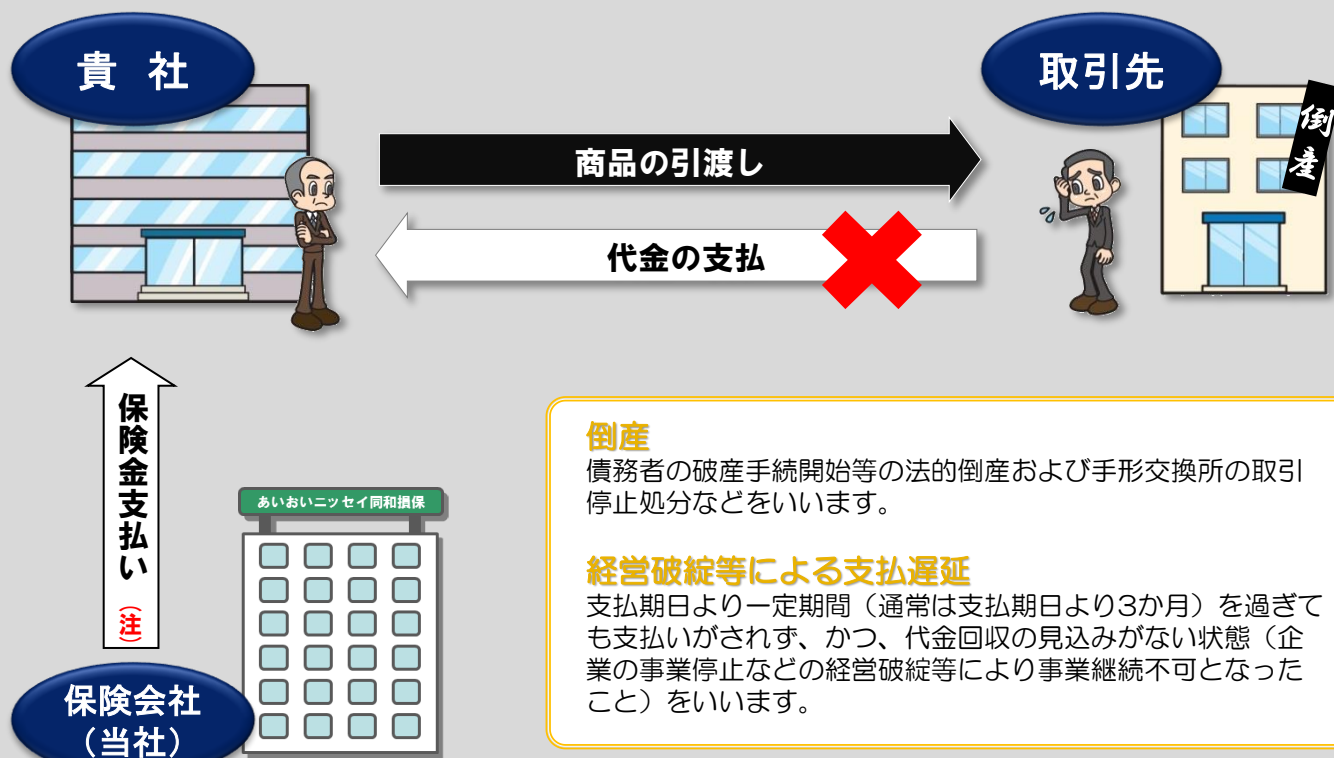 貴 社
取引先
倒産
商品の引渡し
代金の支払
保険金支払い（注）
あいおいニッセイ同和損保
保険会社
（当社）
倒産
債務者の破産手続開始等の法的倒産および手形交換所の取引
停止処分などをいいます。
経営破綻等による支払遅延
支払期日より一定期間（通常は支払期日より3か月）を過ぎて
も支払いがされず、かつ、代金回収の見込みがない状態（企
業の事業停止などの経営破綻等により事業継続不可となった
こと）をいいます。